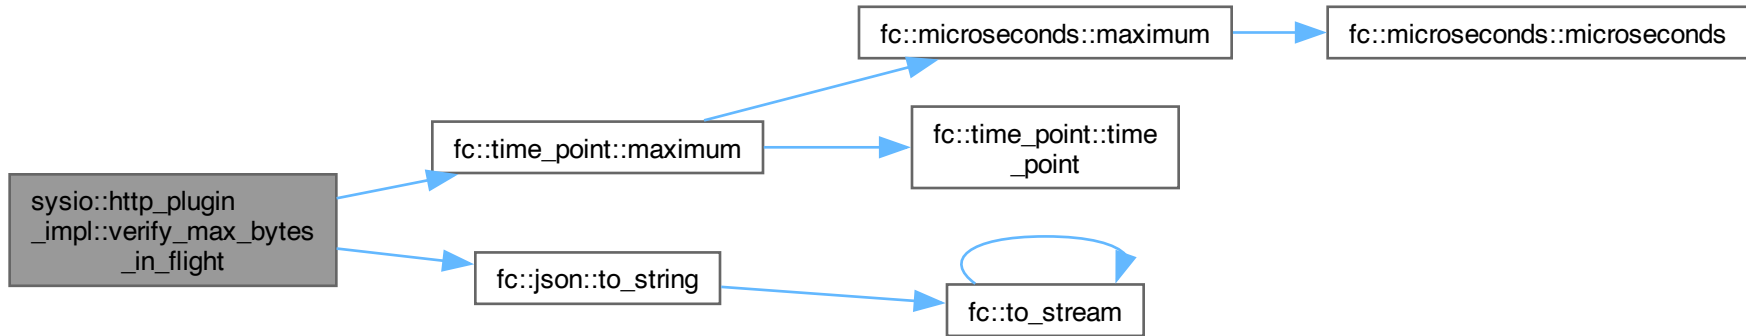 sysio::http_plugin
_impl::verify_max_bytes
_in_flight
fc::time_point::maximum
fc::microseconds::maximum
fc::microseconds::microseconds
fc::time_point::time
_point
fc::json::to_string
fc::to_stream